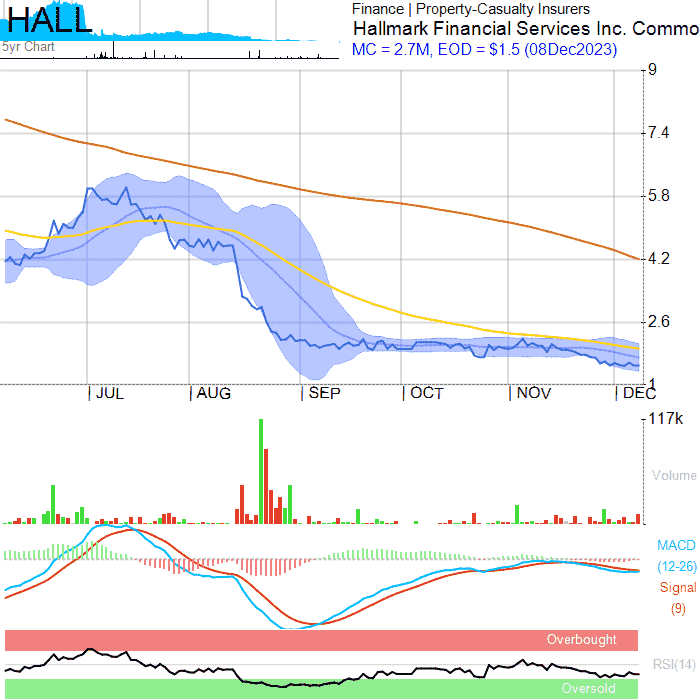 HALL
5yr Chart
Finance | Property-Casualty Insurers
Hallmark Financial Services Inc. Commo
MC = 2.7M, EOD = $1.5 (08Dec2023)
9
7.4
5.8
4.2
2.6
1
JUL AUG SEP OCT NOV DEC
117k
Volume
MACD
(12-26)
Signal
(9)
Overbought
RSI(14)
Oversold